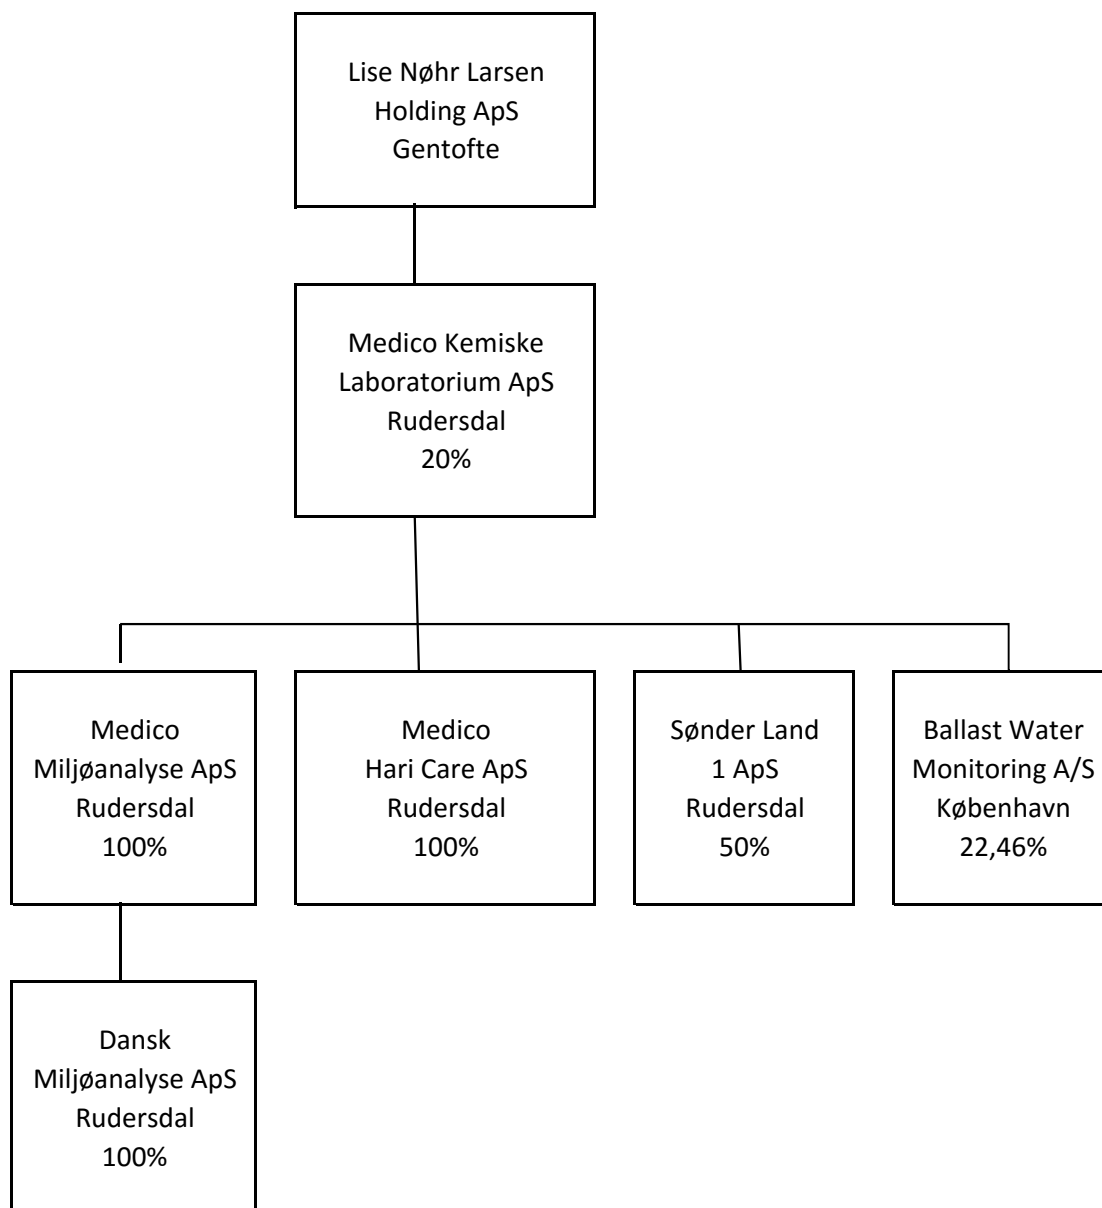 Lise Nøhr Larsen
Holding ApS
Gentofte
Medico Kemiske
Laboratorium ApS
Rudersdal
20%
Medico
Miljøanalyse ApS
Rudersdal
100%
Medico
Hari Care ApS
Rudersdal
100%
Sønder Land
1 ApS
Rudersdal
50%
Ballast Water
Monitoring A/S
København
22,46%
Dansk
Miljøanalyse ApS
Rudersdal
100%